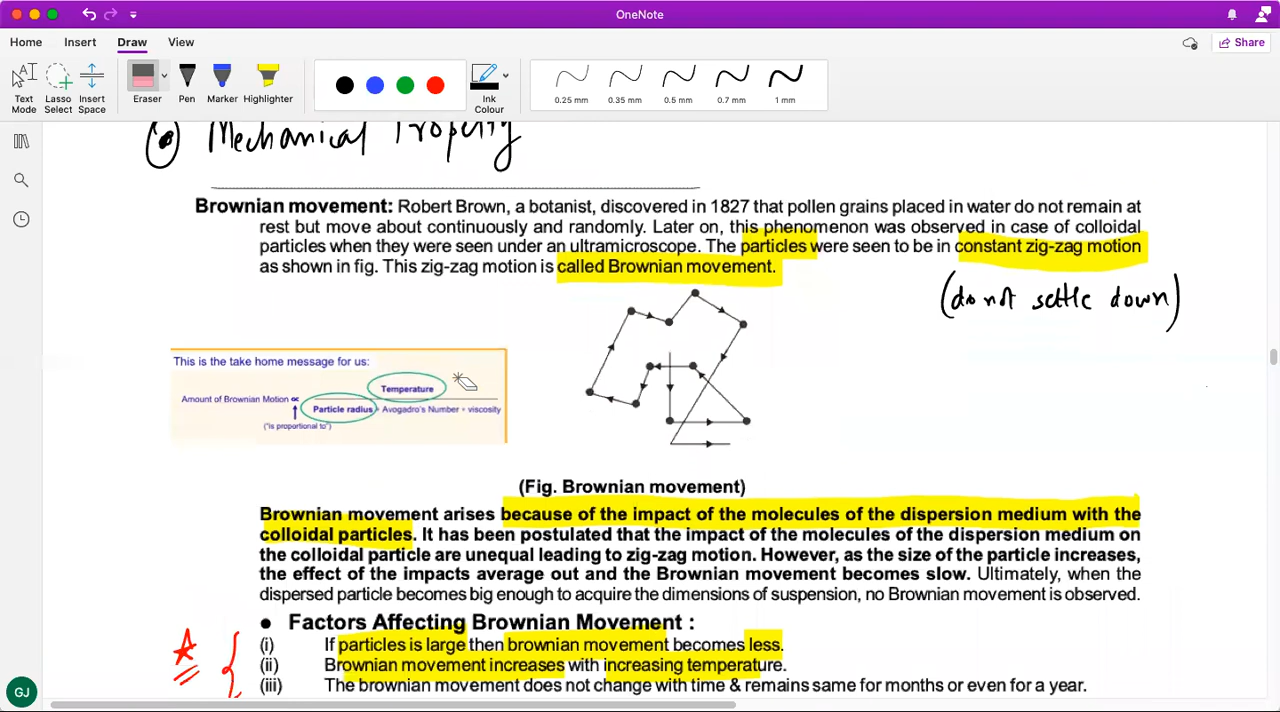 OneNote
Home Insert Draw View
Share
Text Mode
Lasso Select
Insert Space
Eraser
Pen
Marker
Highlighter
Ink Colour
0.25 mm
0.35 mm
0.5 mm
0.7 mm
1 mm
Mechanical Property
Brownian movement: Robert Brown, a botanist, discovered in 1827 that pollen grains placed in water do not remain at
rest but move about continuously and randomly. Later on, this phenomenon was observed in case of colloidal
particles when they were seen under an ultramicroscope. The particles were seen to be in constant zig-zag motion
as shown in fig. This zig-zag motion is called Brownian movement.
(do not settle down)
This is the take home message for us:
Temperature
Amount of Brownian Motion ∝
Particle radius • Avogadro's Number • viscosity
("is proportional to")
(Fig. Brownian movement)
Brownian movement arises because of the impact of the molecules of the dispersion medium with the
colloidal particles. It has been postulated that the impact of the molecules of the dispersion medium on
the colloidal particle are unequal leading to zig-zag motion. However, as the size of the particle increases,
the effect of the impacts average out and the Brownian movement becomes slow. Ultimately, when the
dispersed particle becomes big enough to acquire the dimensions of suspension, no Brownian movement is observed.
● Factors Affecting Brownian Movement :
(i) If particles is large then brownian movement becomes less.
(ii) Brownian movement increases with increasing temperature.
(iii) The brownian movement does not change with time & remains same for months or even for a year.
GJ